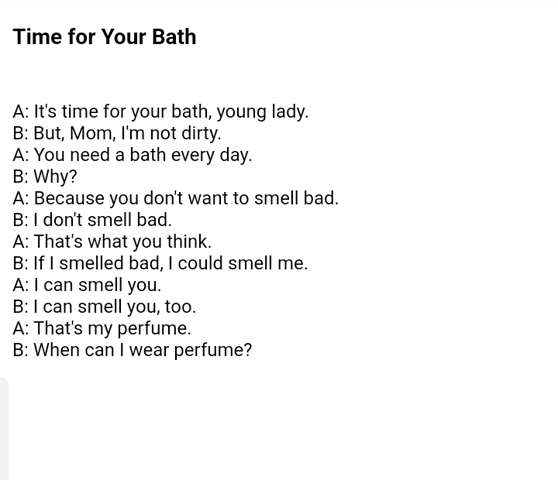 Time for Your Bath
A: It's time for your bath, young lady.
B: But, Mom, I'm not dirty.
A: You need a bath every day.
B: Why?
A: Because you don't want to smell bad.
B: I don't smell bad.
A: That's what you think.
B: If I smelled bad, I could smell me.
A: I can smell you.
B: I can smell you, too.
A: That's my perfume.
B: When can I wear perfume?